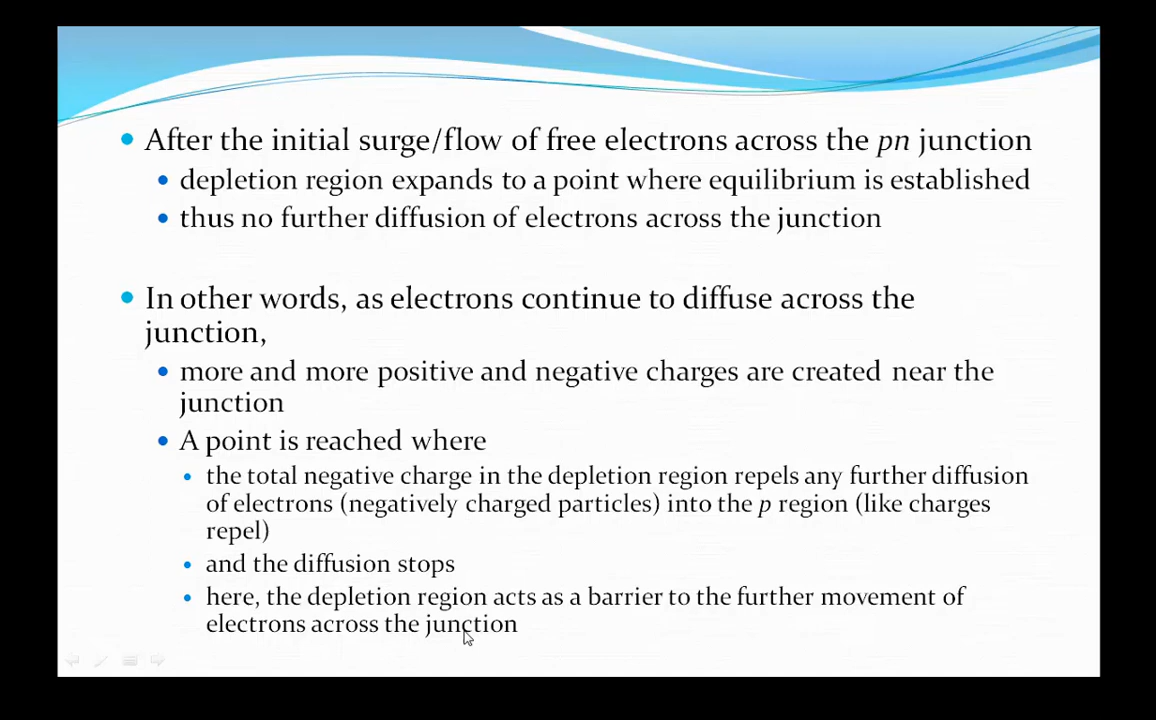 After the initial surge/flow of free electrons across the pn junction
depletion region expands to a point where equilibrium is established
thus no further diffusion of electrons across the junction
In other words, as electrons continue to diffuse across the
junction,
more and more positive and negative charges are created near the
junction
A point is reached where
the total negative charge in the depletion region repels any further diffusion
of electrons (negatively charged particles) into the p region (like charges
repel)
and the diffusion stops
here, the depletion region acts as a barrier to the further movement of
electrons across the junction